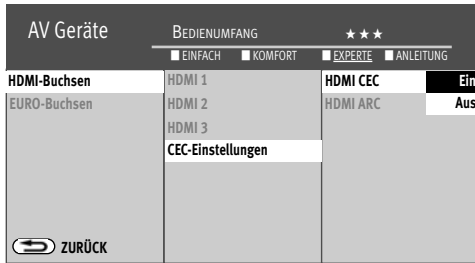 AV Geräte BEDIENUMFANG ★★★
EINFACH KOMFORT EXPERTE ANLEITUNG
HDMI-Buchsen HDMI 1 HDMI CEC Ein
EURO-Buchsen HDMI 2 HDMI ARC Aus
HDMI 3
CEC-Einstellungen
ZURÜCK